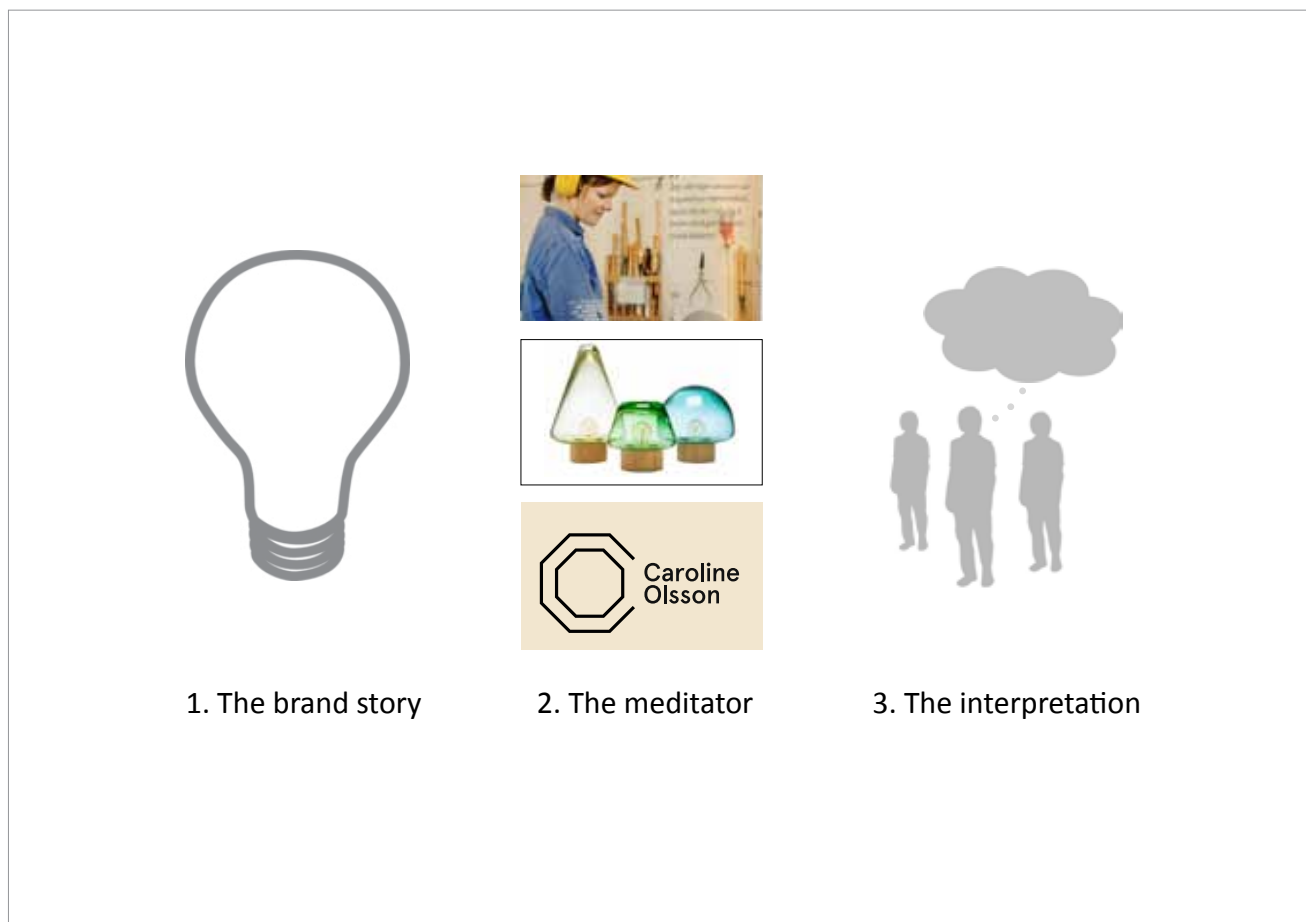 Caroline
Olsson
1. The brand story
2. The meditator
3. The interpretation